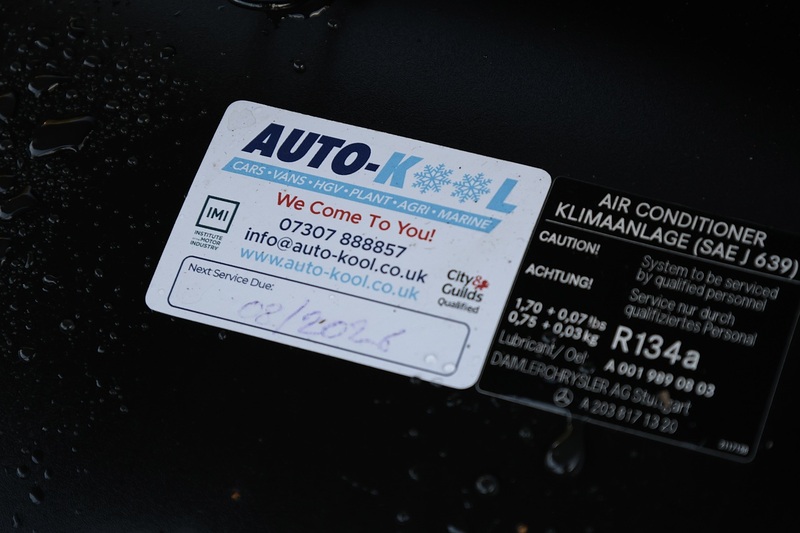 AUTO-KOOL
CARS • VANS • HGV • PLANT • AGRI • MARINE
We Come To You!
07307 888857
info@auto-kool.co.uk
www.auto-kool.co.uk
IMI
INSTITUTE
OF THE MOTOR
INDUSTRY
City&
Guilds
Qualified
Next Service Due:
08/2026
AIR CONDITIONER
KLIMAANLAGE (SAE J 639)
CAUTION!
System to be serviced
by qualified personnel
ACHTUNG!
Service nur durch
qualifiziertes Personal
1,70 + 0,07 lbs
0,75 + 0,03 kg
R134a
Lubricant/ Oel
A 001 989 08 03
DAIMLERCHRYSLER AG Stuttgart
A 203 817 13 20